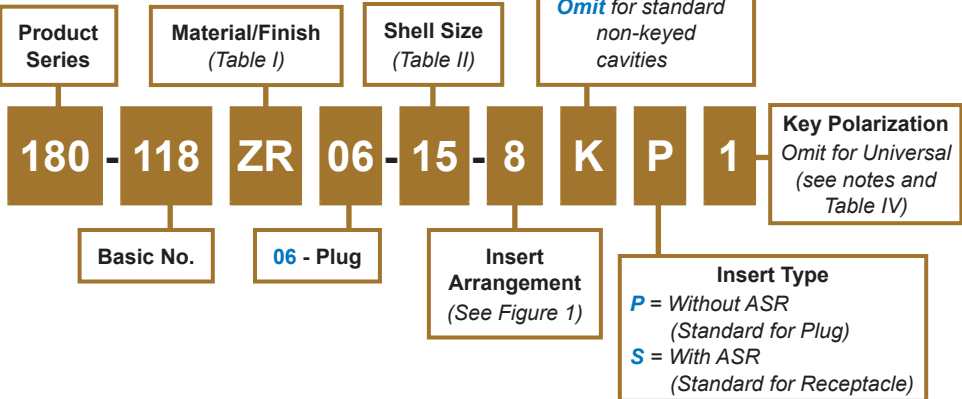 Product
Series
Material/Finish
(Table I)
Shell Size
(Table II)
Omit for standard
non-keyed
cavities
180 - 118 ZR 06 - 15 - 8 K P 1
Key Polarization
Omit for Universal
(see notes and
Table IV)
Basic No.
06 - Plug
Insert
Arrangement
(See Figure 1)
Insert Type
P = Without ASR
(Standard for Plug)
S = With ASR
(Standard for Receptacle)